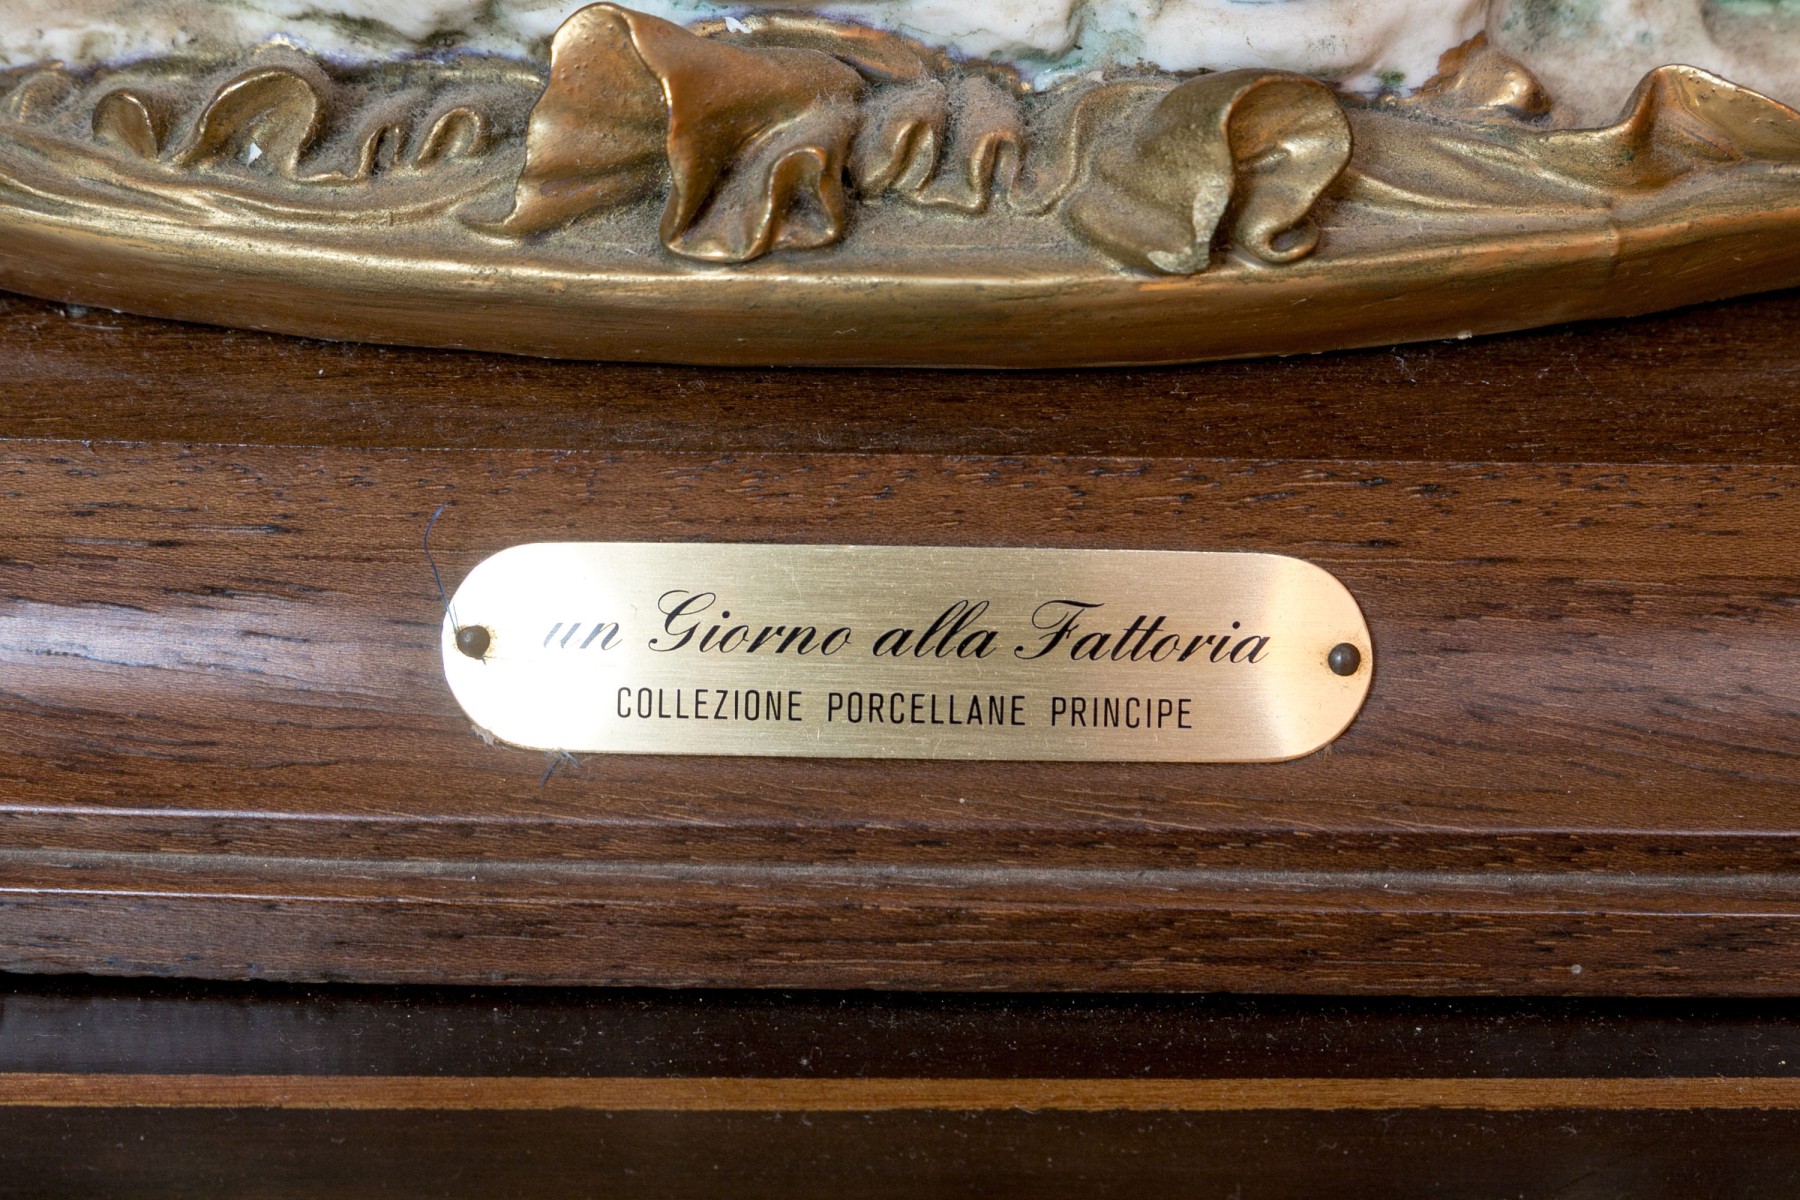 un Giorno alla Fattoria
COLLEZIONE PORCELLANE PRINCIPE